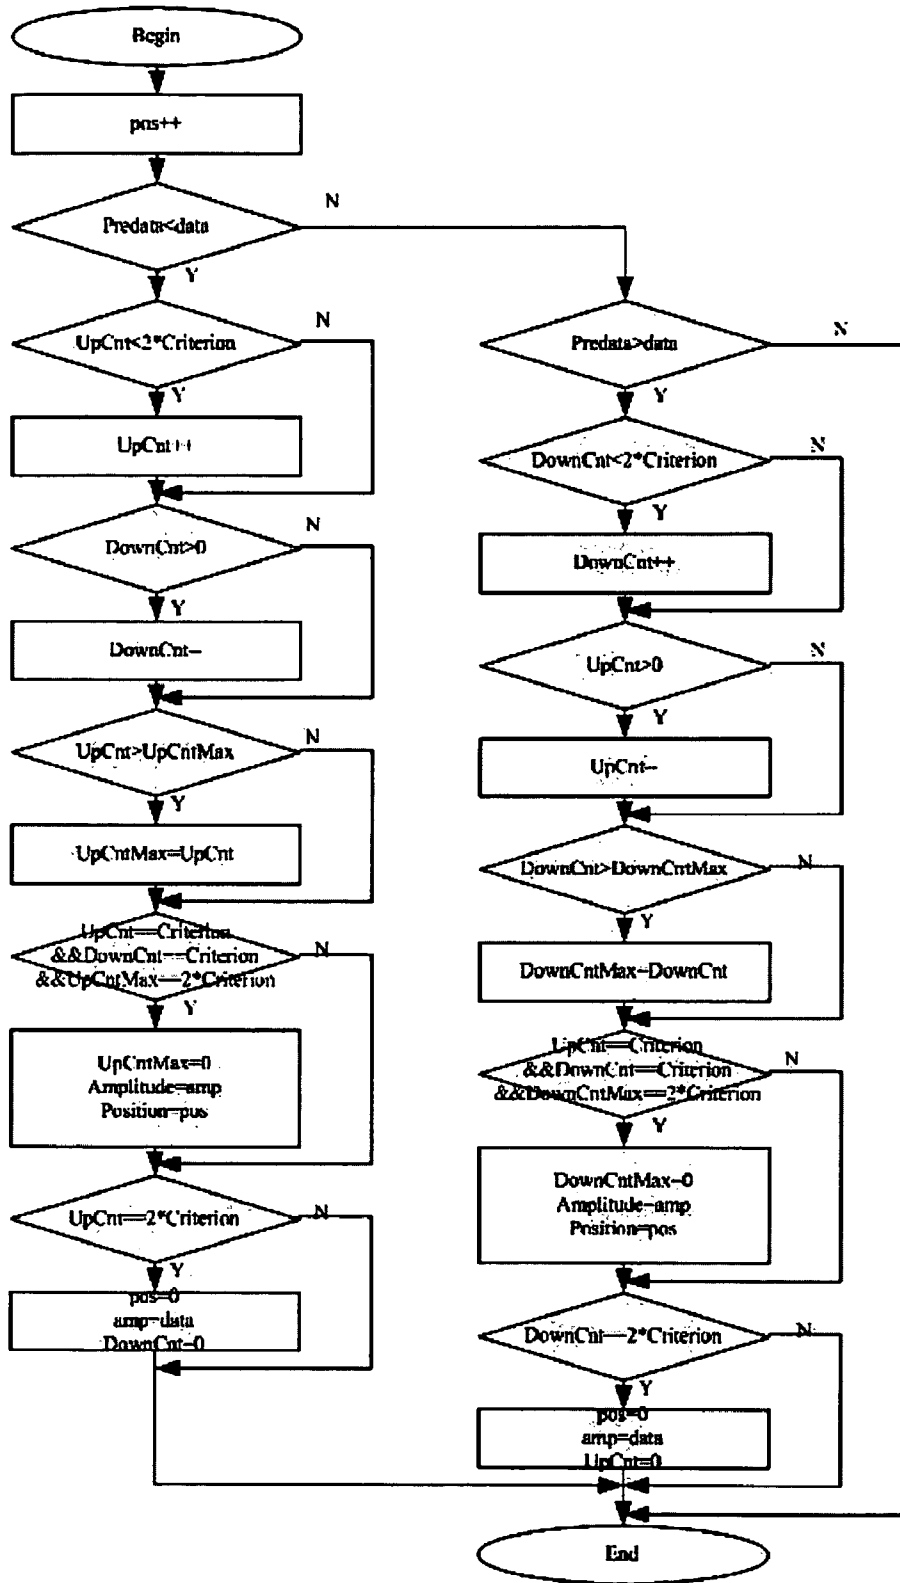 Begin
pos++
Predata<data
N
Y
UpCnt<2*Criterion
N
Y
UpCnt++
DownCnt>0
N
Y
DownCnt--
UpCnt>UpCntMax
N
Y
UpCntMax=UpCnt
UpCnt==Criterion
&&DownCnt==Criterion
&&UpCntMax==2*Criterion
N
Y
UpCntMax=0
Amplitude=amp
Position=pos
UpCnt==2*Criterion
N
Y
pos=0
amp=data
DownCnt=0
Predata>data
N
Y
DownCnt<2*Criterion
N
Y
DownCnt++
UpCnt>0
N
Y
UpCnt--
DownCnt>DownCntMax
N
Y
DownCntMax=DownCnt
UpCnt==Criterion
&&DownCnt==Criterion
&&DownCntMax==2*Criterion
N
Y
DownCntMax=0
Amplitude=amp
Position=pos
DownCnt==2*Criterion
N
Y
pos=0
amp=data
UpCnt=0
End